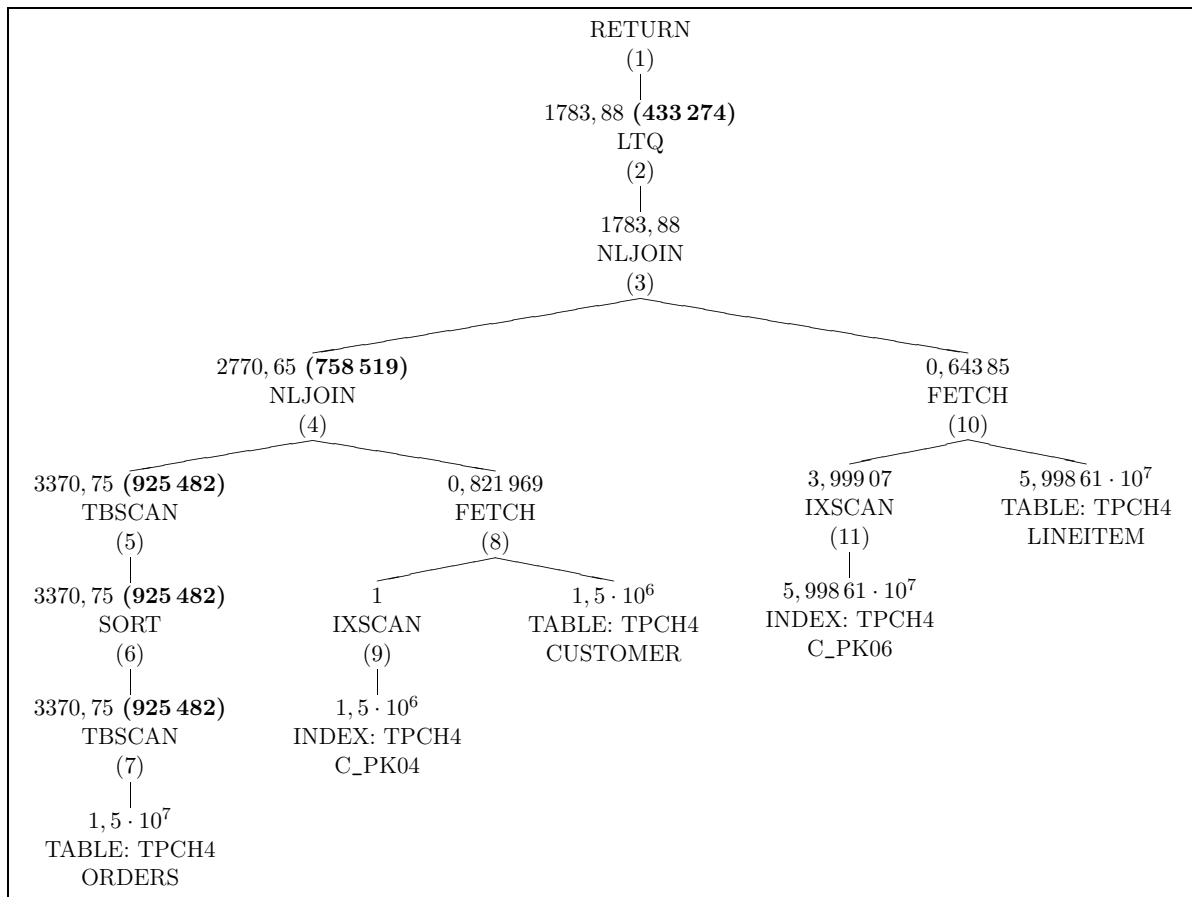 RETURN
(1)
1783, 88 (433 274)
LTQ
(2)
1783, 88
NLJOIN
(3)
2770, 65 (758 519)
NLJOIN
(4)
0, 643 85
FETCH
(10)
3370, 75 (925 482)
TBSCAN
(5)
0, 821 969
FETCH
(8)
3, 999 07
IXSCAN
(11)
5, 998 61 · 10⁷
TABLE: TPCH4
LINEITEM
3370, 75 (925 482)
SORT
(6)
1
IXSCAN
(9)
1, 5 · 10⁶
TABLE: TPCH4
CUSTOMER
5, 998 61 · 10⁷
INDEX: TPCH4
C_PK06
3370, 75 (925 482)
TBSCAN
(7)
1, 5 · 10⁶
INDEX: TPCH4
C_PK04
1, 5 · 10⁷
TABLE: TPCH4
ORDERS